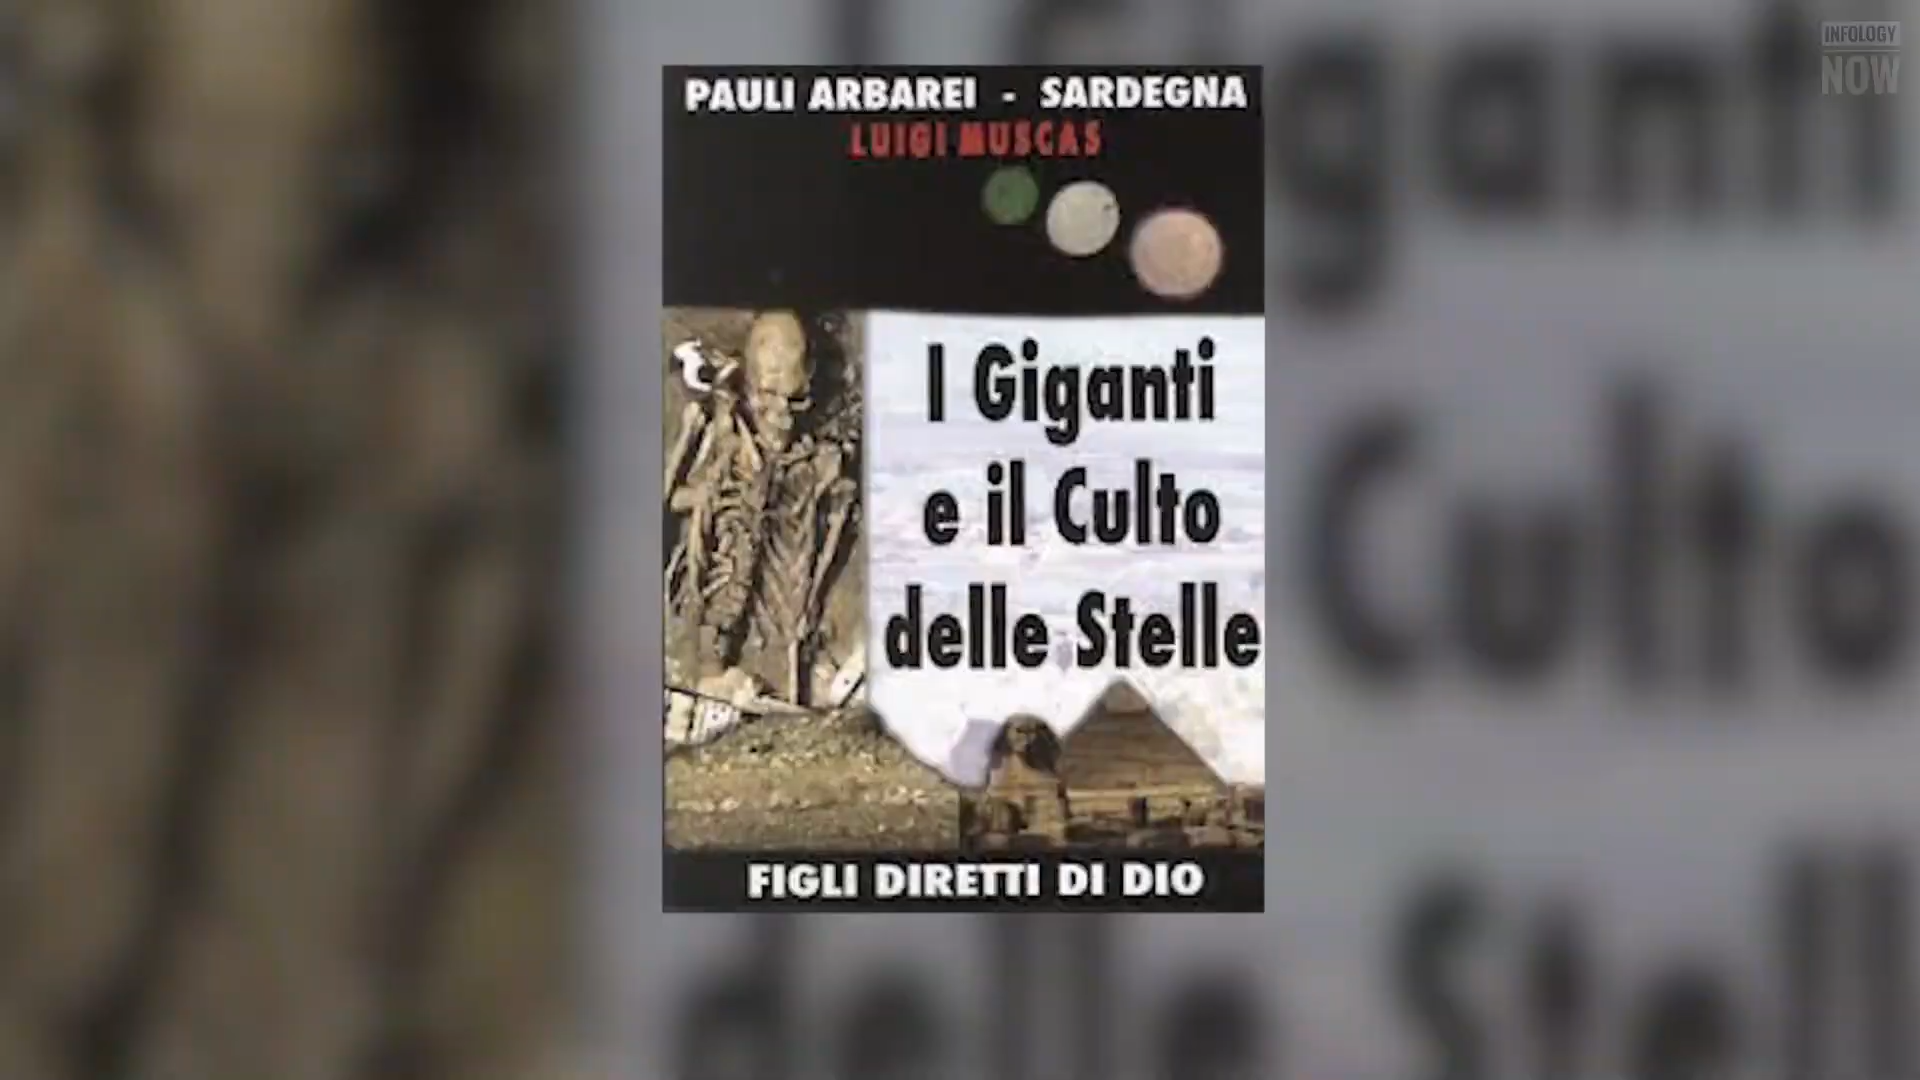 INFOLOGY
NOW
PAULI ARBAREI - SARDEGNA
LUIGI MUSCAS
I Giganti
e il Culto
delle Stelle
FIGLI DIRETTI DI DIO